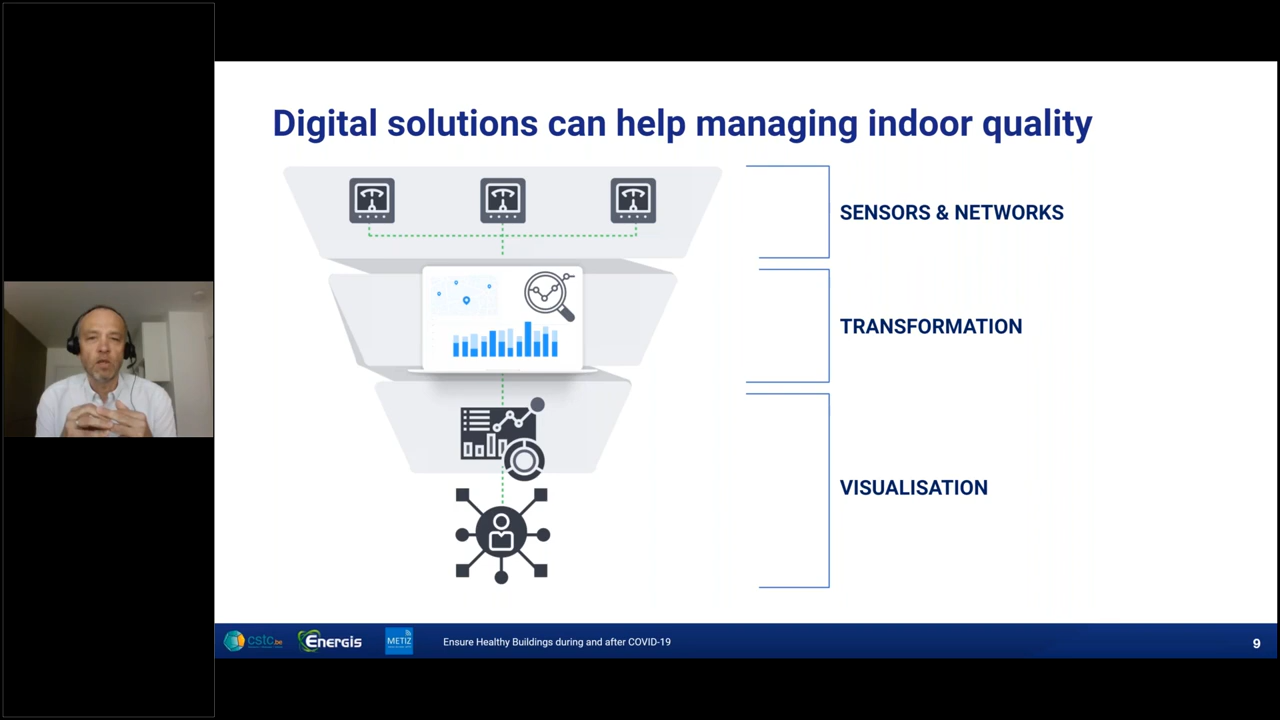 Digital solutions can help managing indoor quality
SENSORS & NETWORKS
TRANSFORMATION
VISUALISATION
cstc.be
Energis
METIZ
Ensure Healthy Buildings during and after COVID-19
9